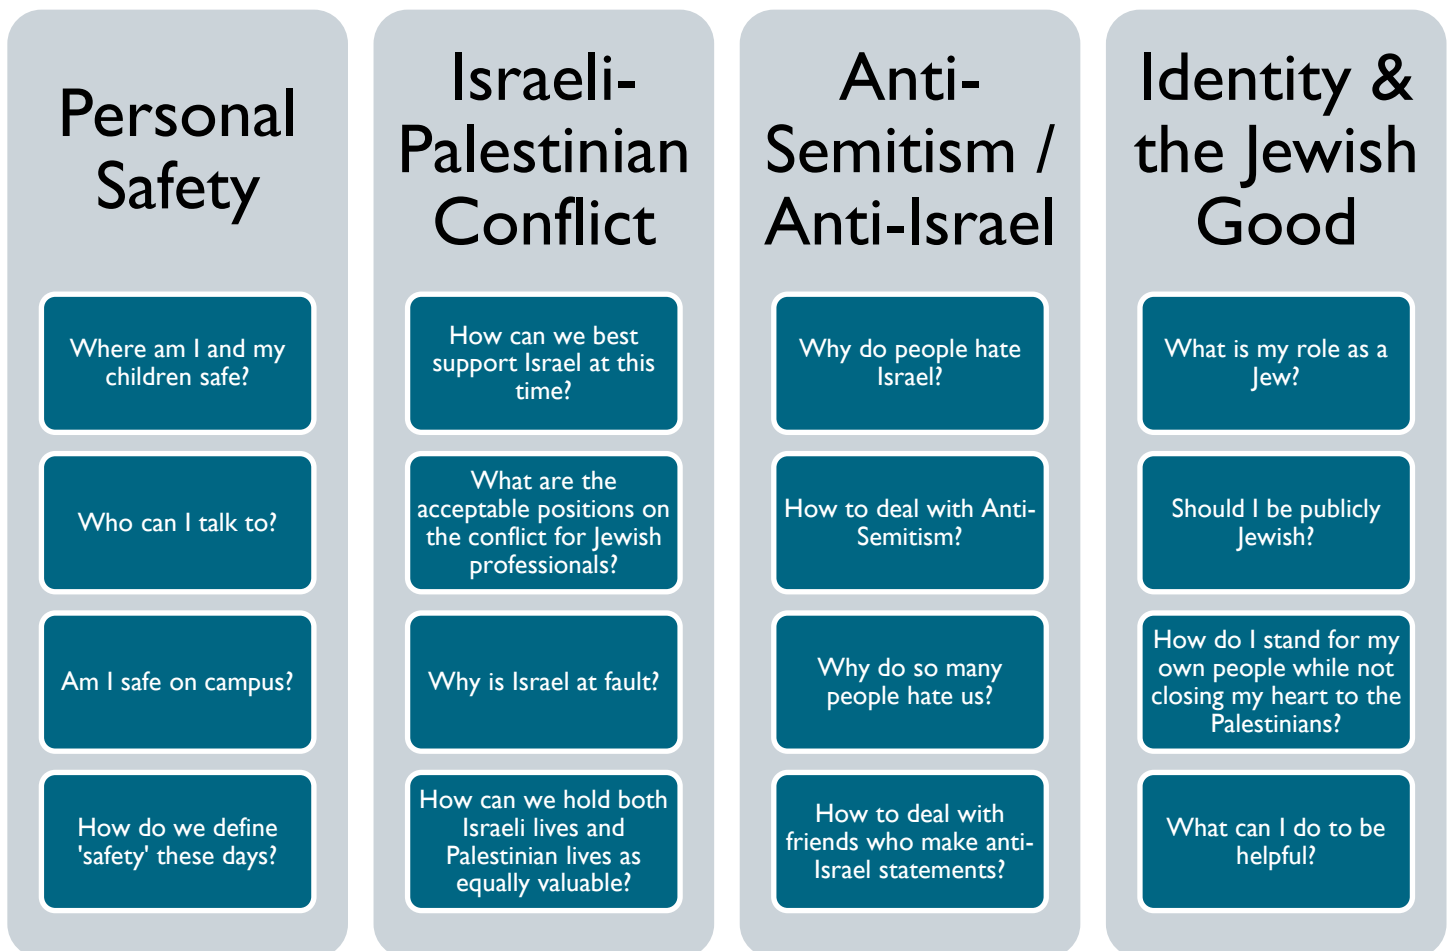 Personal
Safety
Where am I and my
children safe?
Who can I talk to?
Am I safe on campus?
How do we define
'safety' these days?
Israeli-
Palestinian
Conflict
How can we best
support Israel at this
time?
What are the
acceptable positions on
the conflict for Jewish
professionals?
Why is Israel at fault?
How can we hold both
Israeli lives and
Palestinian lives as
equally valuable?
Anti-
Semitism /
Anti-Israel
Why do people hate
Israel?
How to deal with Anti-
Semitism?
Why do so many
people hate us?
How to deal with
friends who make anti-
Israel statements?
Identity &
the Jewish
Good
What is my role as a
Jew?
Should I be publicly
Jewish?
How do I stand for my
own people while not
closing my heart to the
Palestinians?
What can I do to be
helpful?